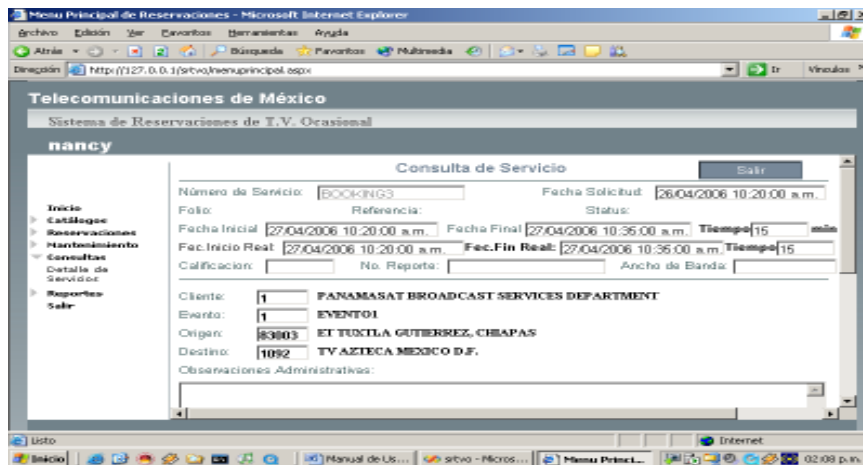 Menu Principal de Reservaciones - Microsoft Internet Explorer
Archivo Edición Ver Favoritos Herramientas Ayuda
Atrás Búsqueda Favoritos Multimedia
Dirección http://127.0.0.1/sitvo/menuprincipal.aspx Ir Vínculos
Telecomunicaciones de México
Sistema de Reservaciones de T.V. Ocasional
nancy
Consulta de Servicio Salir
Número de Servicio: BOOKING3 Fecha Solicitud: 26/04/2006 10:20:00 a.m.
Folio: Referencia: Status:
Fecha Inicial 27/04/2006 10:20:00 a.m. Fecha Final 27/04/2006 10:35:00 a.m. Tiempo 15 min
Fec.Inicio Real: 27/04/2006 10:20:00 a.m. Fec.Fin Real: 27/04/2006 10:35:00 a.m. Tiempo 15
Calificacion: No. Reporte: Ancho de Banda:
Inicio
Catálogos
Reservaciones
Mantenimiento
Consultas
Detalle de Servicios
Reportes
Salir
Cliente: 1 PANAMASAT BROADCAST SERVICES DEPARTMENT
Evento: 1 EVENTO1
Origen: 83003 ET TUXTLA GUTIERREZ, CHIAPAS
Destino: 1092 TV AZTECA MEXICO D.F.
Observaciones Administrativas:
Listo Internet
Inicio Manual de Us... sitvo - Micros... Menu Princi... 02:08 p.m.